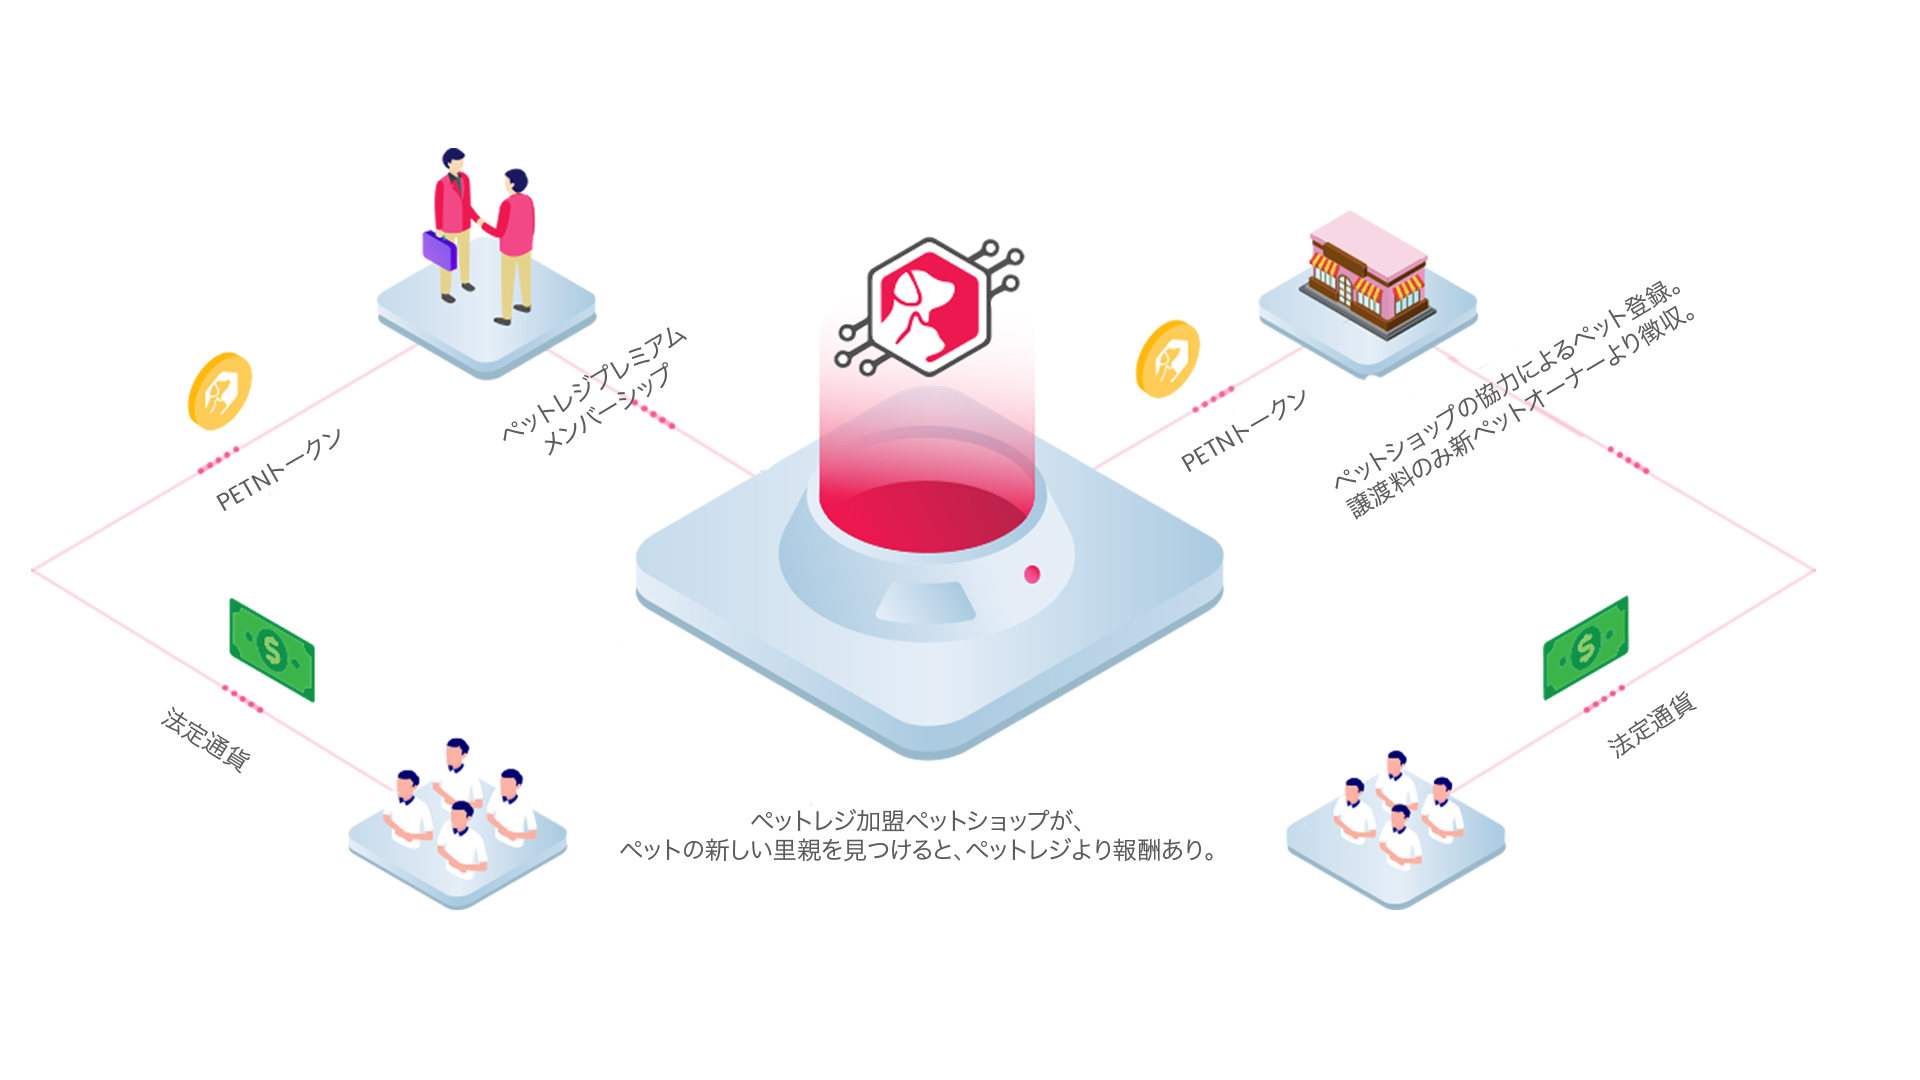 ペットレジプレミアム
メンバーシップ
PETNトークン
法定通貨
PETNトークン
ペットショップの協力によるペット登録。
譲渡料のみ新ペットオーナーより徴収。
法定通貨
ペットレジ加盟ペットショップが、
ペットの新しい里親を見つけると、ペットレジより報酬あり。